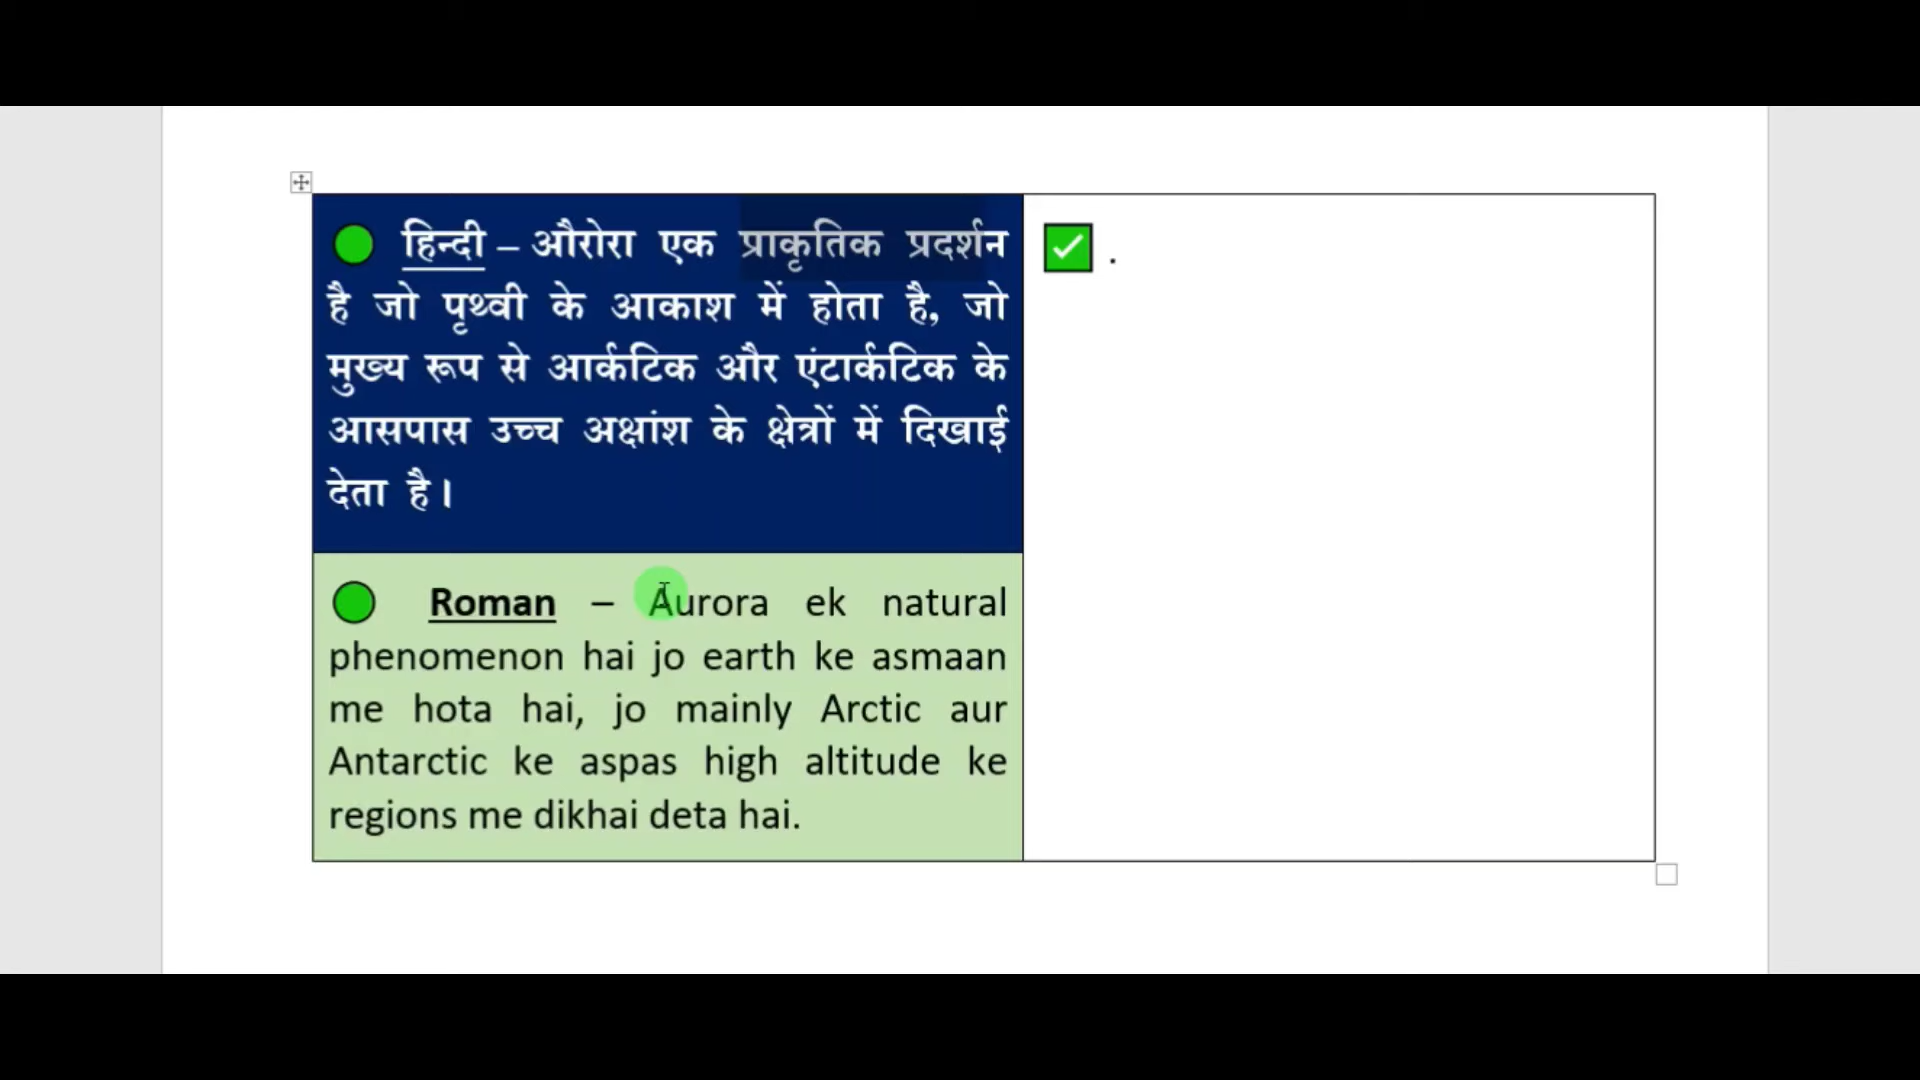 हिन्दी – औरोरा एक प्राकृतिक प्रदर्शन
है जो पृथ्वी के आकाश में होता है, जो
मुख्य रूप से आर्कटिक और एंटार्कटिक के
आसपास उच्च अक्षांश के क्षेत्रों में दिखाई
देता है।
.
Roman – Aurora ek natural
phenomenon hai jo earth ke asmaan
me hota hai, jo mainly Arctic aur
Antarctic ke aspas high altitude ke
regions me dikhai deta hai.